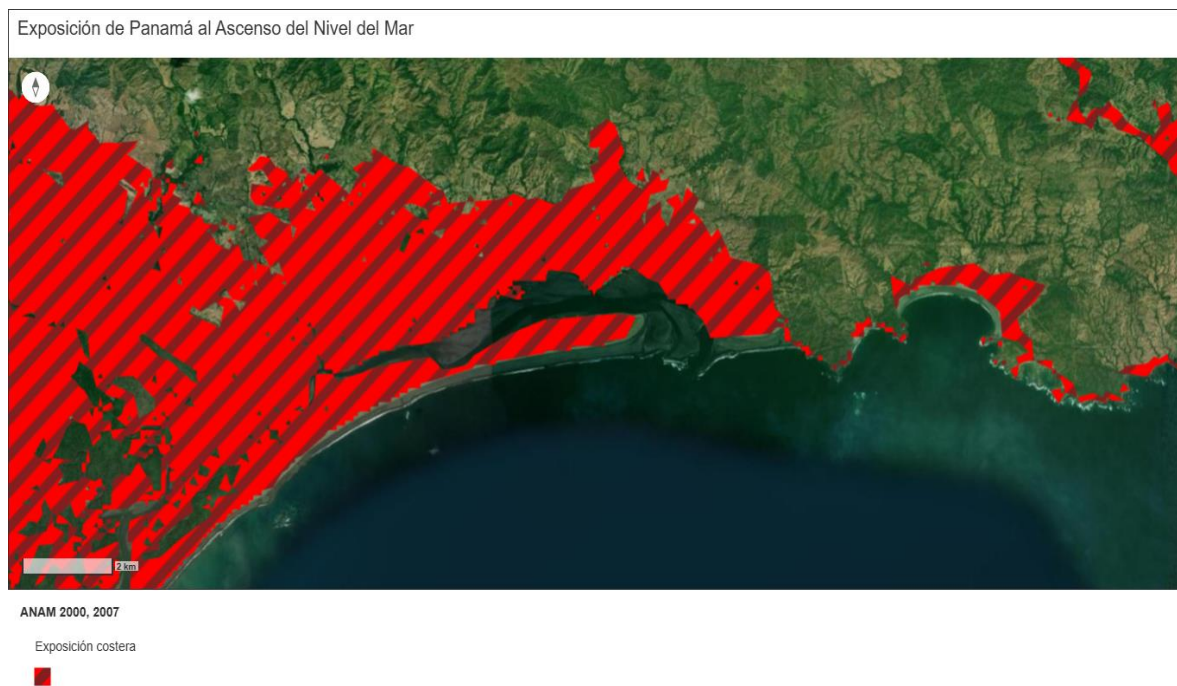 Exposición de Panamá al Ascenso del Nivel del Mar
2 km
ANAM 2000, 2007
Exposición costera